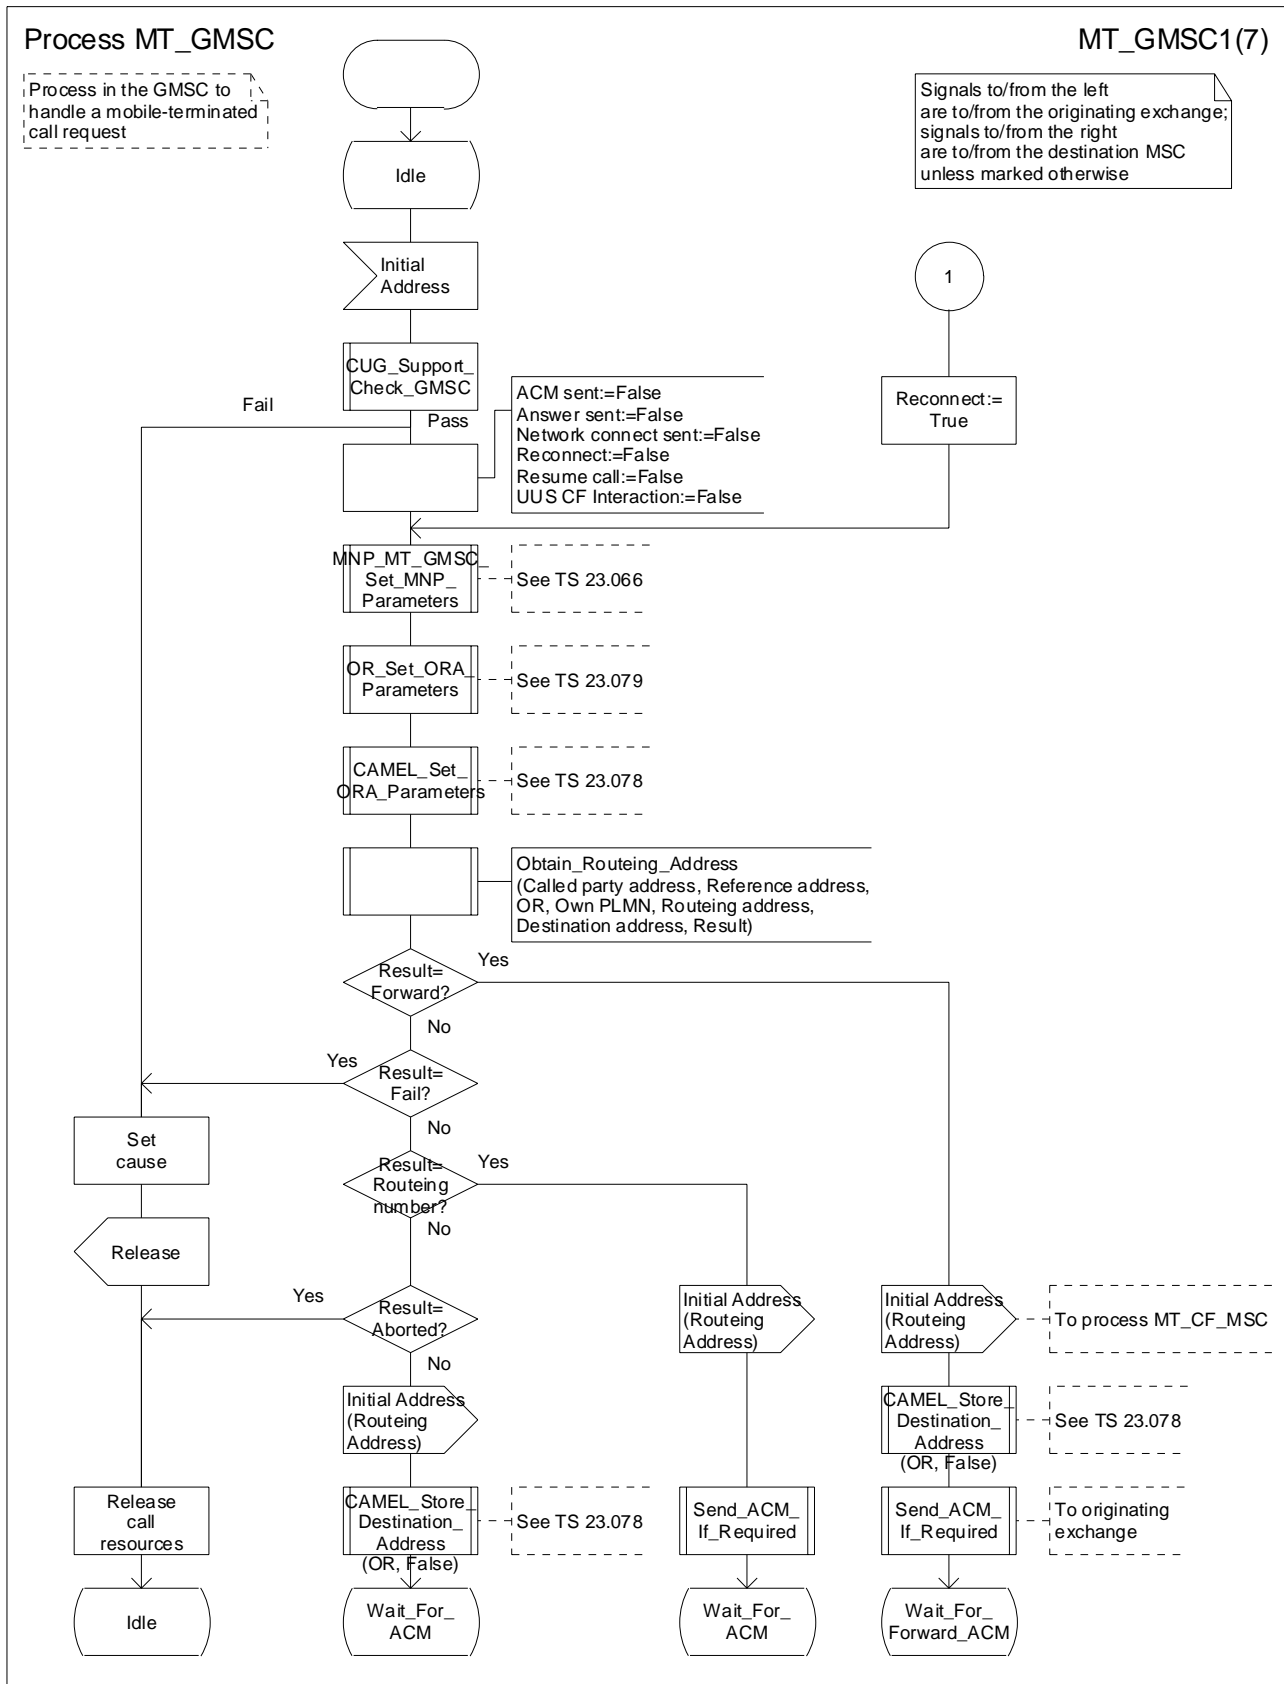 Process MT_GMSC
MT_GMSC1(7)
Process in the GMSC to
handle a mobile-terminated
call request
Signals to/from the left
are to/from the originating exchange;
signals to/from the right
are to/from the destination MSC
unless marked otherwise
Idle
Initial
Address
1
CUG_Support_
Check_GMSC
Fail
Pass
ACM sent:=False
Answer sent:=False
Network connect sent:=False
Reconnect:=False
Resume call:=False
UUS CF Interaction:=False
Reconnect:=
True
MNP_MT_GMSC_
Set_MNP_
Parameters
See TS 23.066
OR_Set_ORA_
Parameters
See TS 23.079
CAMEL_Set_
ORA_Parameters
See TS 23.078
Obtain_Routeing_Address
(Called party address, Reference address,
OR, Own PLMN, Routeing address,
Destination address, Result)
Result=
Forward?
Yes
No
Result=
Fail?
Yes
No
Set
cause
Result=
Routeing
number?
Yes
No
Release
Result=
Aborted?
Yes
No
Initial Address
(Routeing
Address)
Initial Address
(Routeing
Address)
To process MT_CF_MSC
Initial Address
(Routeing
Address)
CAMEL_Store_
Destination_
Address
(OR, False)
See TS 23.078
Release
call
resources
CAMEL_Store_
Destination_
Address
(OR, False)
See TS 23.078
Send_ACM_
If_Required
Send_ACM_
If_Required
To originating
exchange
Idle
Wait_For_
ACM
Wait_For_
ACM
Wait_For_
Forward_ACM